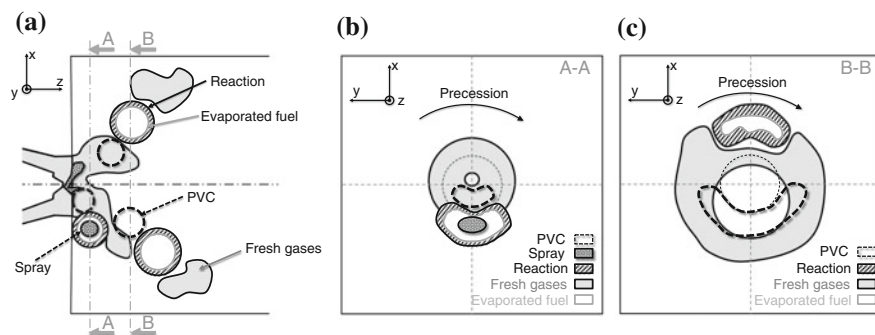 (a)
A B
x
y z
Reaction
Evaporated fuel
PVC
Spray
Fresh gases
A B
(b)
A-A
x
y z
Precession
PVC
Spray
Reaction
Fresh gases
Evaporated fuel
(c)
B-B
x
y z
Precession
PVC
Reaction
Fresh gases
Evaporated fuel